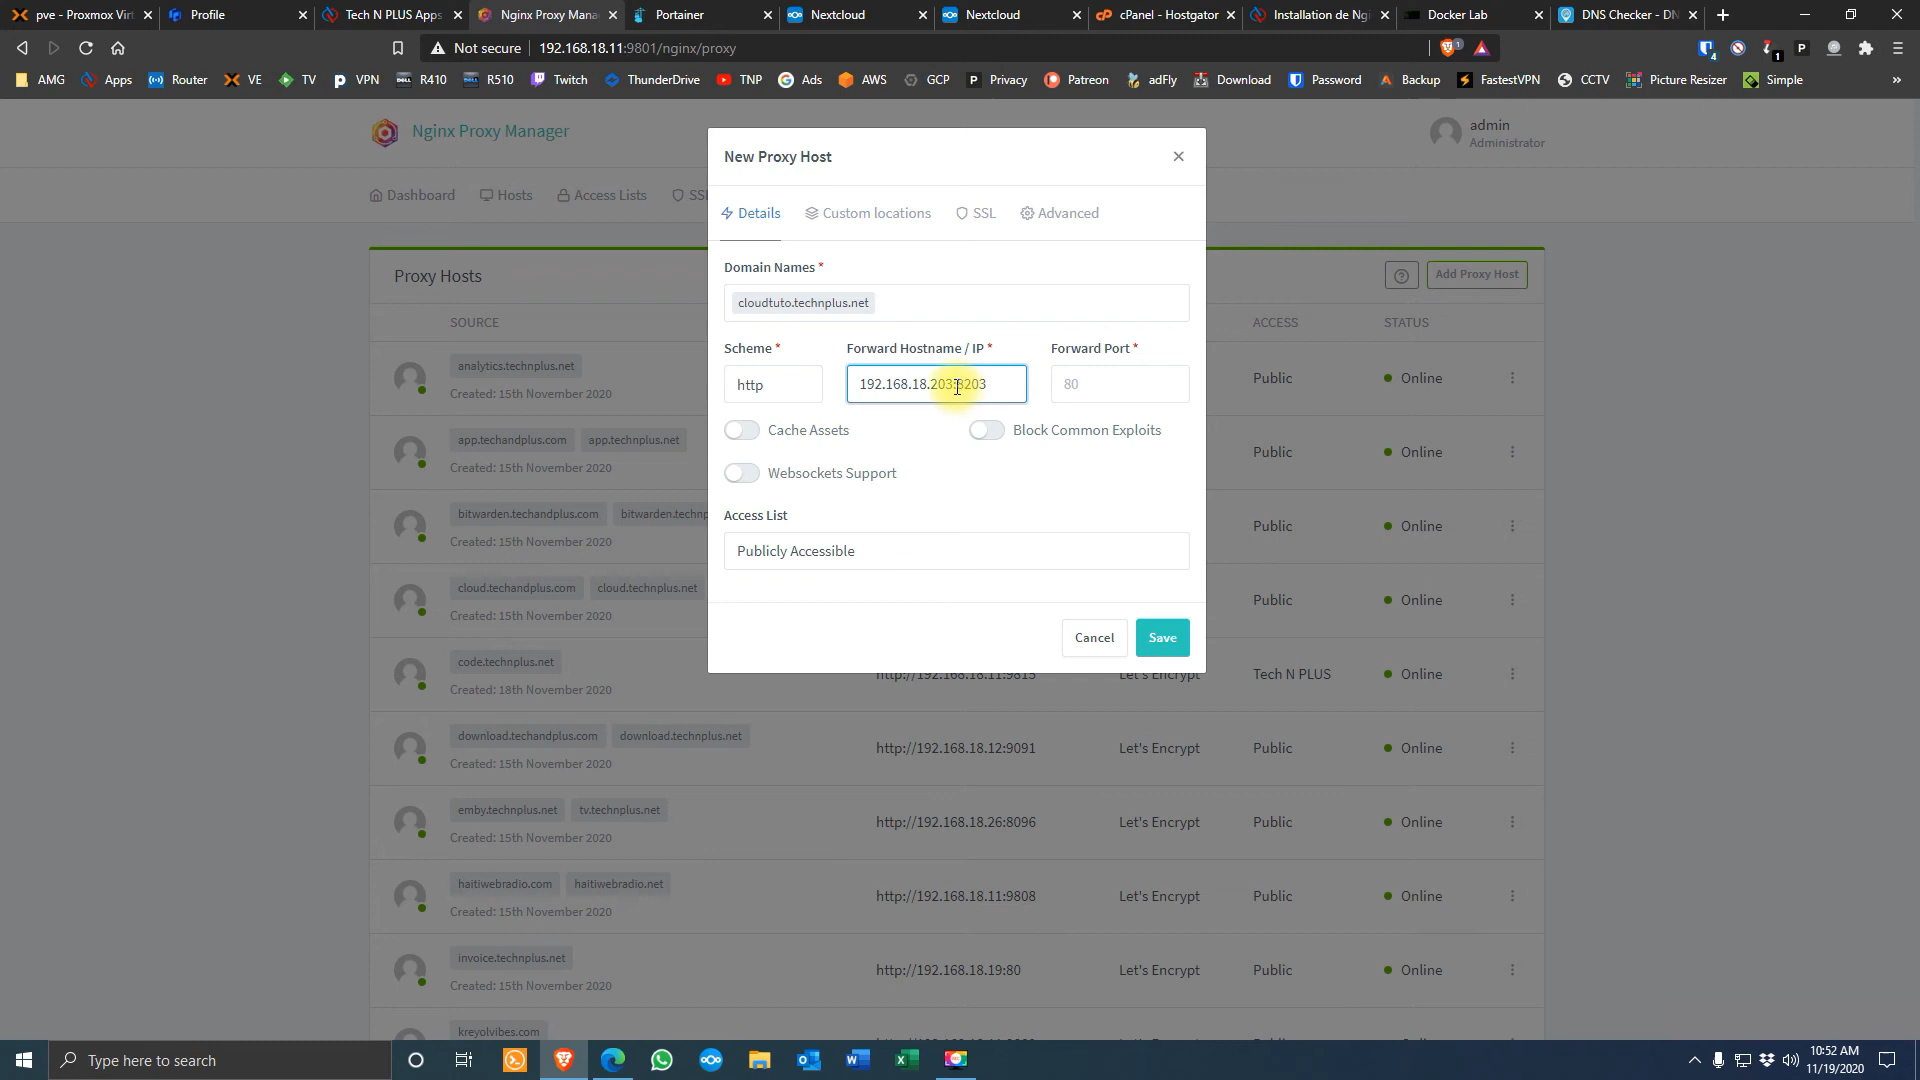 pve - Proxmox Virt
Profile
Tech N PLUS Apps
Nginx Proxy Mana
Portainer
Nextcloud
Nextcloud
cPanel - Hostgator
Installation de Ng
Docker Lab
DNS Checker - DN
Not secure
192.168.18.11:9801/nginx/proxy
AMG
Apps
Router
VE
TV
VPN
R410
R510
Twitch
ThunderDrive
TNP
Ads
AWS
GCP
Privacy
Patreon
adFly
Download
Password
Backup
FastestVPN
CCTV
Picture Resizer
Simple
Nginx Proxy Manager
admin
Administrator
Dashboard
Hosts
Access Lists
SS
Proxy Hosts
Add Proxy Host
SOURCE
ACCESS
STATUS
analytics.technplus.net
Created: 15th November 2020
Public
Online
app.techandplus.com
app.technplus.net
Created: 15th November 2020
Public
Online
bitwarden.techandplus.com
bitwarden.techn
Created: 15th November 2020
Public
Online
cloud.techandplus.com
cloud.technplus.net
Created: 15th November 2020
Public
Online
code.technplus.net
Created: 18th November 2020
http://192.168.18.11:9815
Let's Encrypt
Tech N PLUS
Online
download.techandplus.com
download.technplus.net
Created: 15th November 2020
http://192.168.18.12:9091
Let's Encrypt
Public
Online
emby.technplus.net
tv.technplus.net
Created: 15th November 2020
http://192.168.18.26:8096
Let's Encrypt
Public
Online
haitiwebradio.com
haitiwebradio.net
Created: 15th November 2020
http://192.168.18.11:9808
Let's Encrypt
Public
Online
invoice.technplus.net
Created: 15th November 2020
http://192.168.18.19:80
Let's Encrypt
Public
Online
kreyolvibes.com
New Proxy Host
Details
Custom locations
SSL
Advanced
Domain Names *
cloudtuto.technplus.net
Scheme *
Forward Hostname / IP *
Forward Port *
http
192.168.18.203:8203
80
Cache Assets
Block Common Exploits
Websockets Support
Access List
Publicly Accessible
Cancel
Save
Type here to search
10:52 AM
11/19/2020